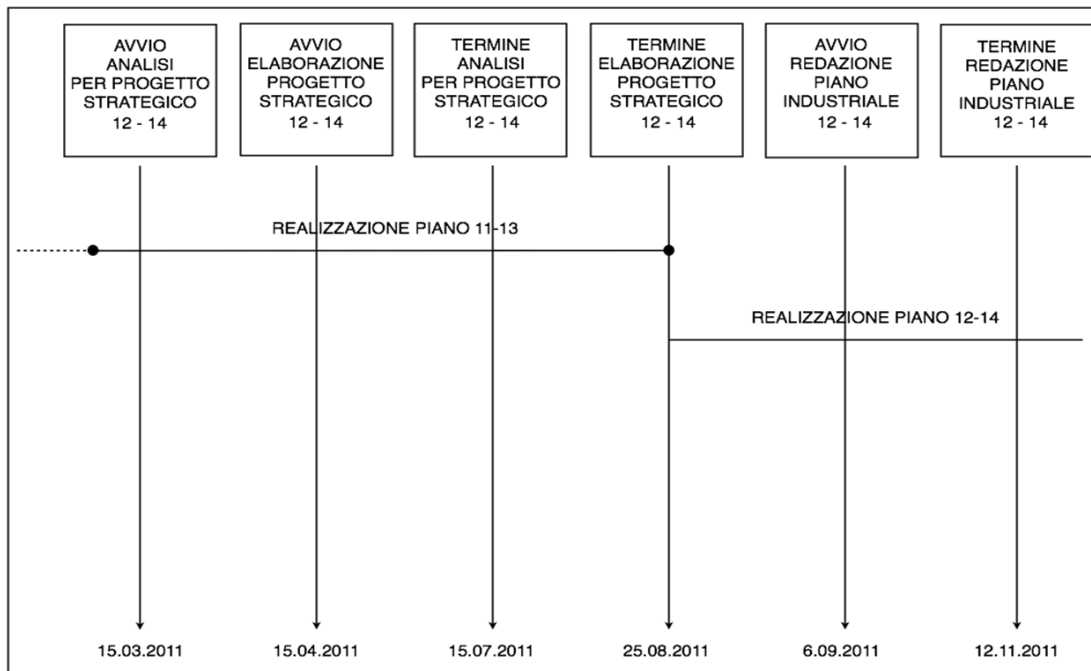 AVVIO
ANALISI
PER PROGETTO
STRATEGICO
12 - 14
AVVIO
ELABORAZIONE
PROGETTO
STRATEGICO
12 - 14
TERMINE
ANALISI
PER PROGETTO
STRATEGICO
12 - 14
TERMINE
ELABORAZIONE
PROGETTO
STRATEGICO
12 - 14
AVVIO
REDAZIONE
PIANO
INDUSTRIALE
12 - 14
TERMINE
REDAZIONE
PIANO
INDUSTRIALE
12 - 14
REALIZZAZIONE PIANO 11-13
REALIZZAZIONE PIANO 12-14
15.03.2011
15.04.2011
15.07.2011
25.08.2011
6.09.2011
12.11.2011